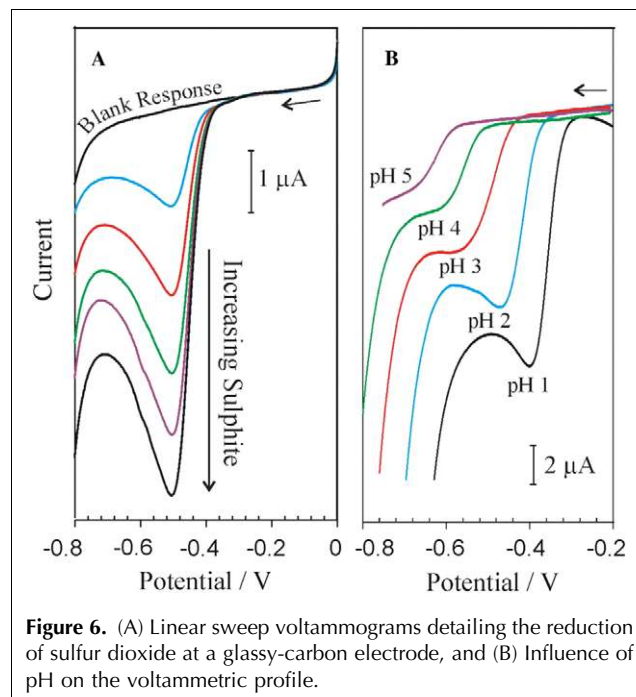 A
Blank Response
1 μA
Increasing Sulphite
Current
-0.8 -0.6 -0.4 -0.2 0
Potential / V
B
pH 5
pH 4
pH 3
pH 2
pH 1
2 μA
-0.8 -0.6 -0.4 -0.2
Potential / V
Figure 6. (A) Linear sweep voltammograms detailing the reduction
of sulfur dioxide at a glassy-carbon electrode, and (B) Influence of
pH on the voltammetric profile.